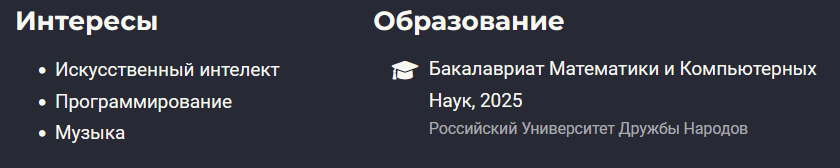 Интересы
Искусственный интелект
Программирование
Музыка
Образование
Бакалавриат Математики и Компьютерных
Наук, 2025
Российский Университет Дружбы Народов